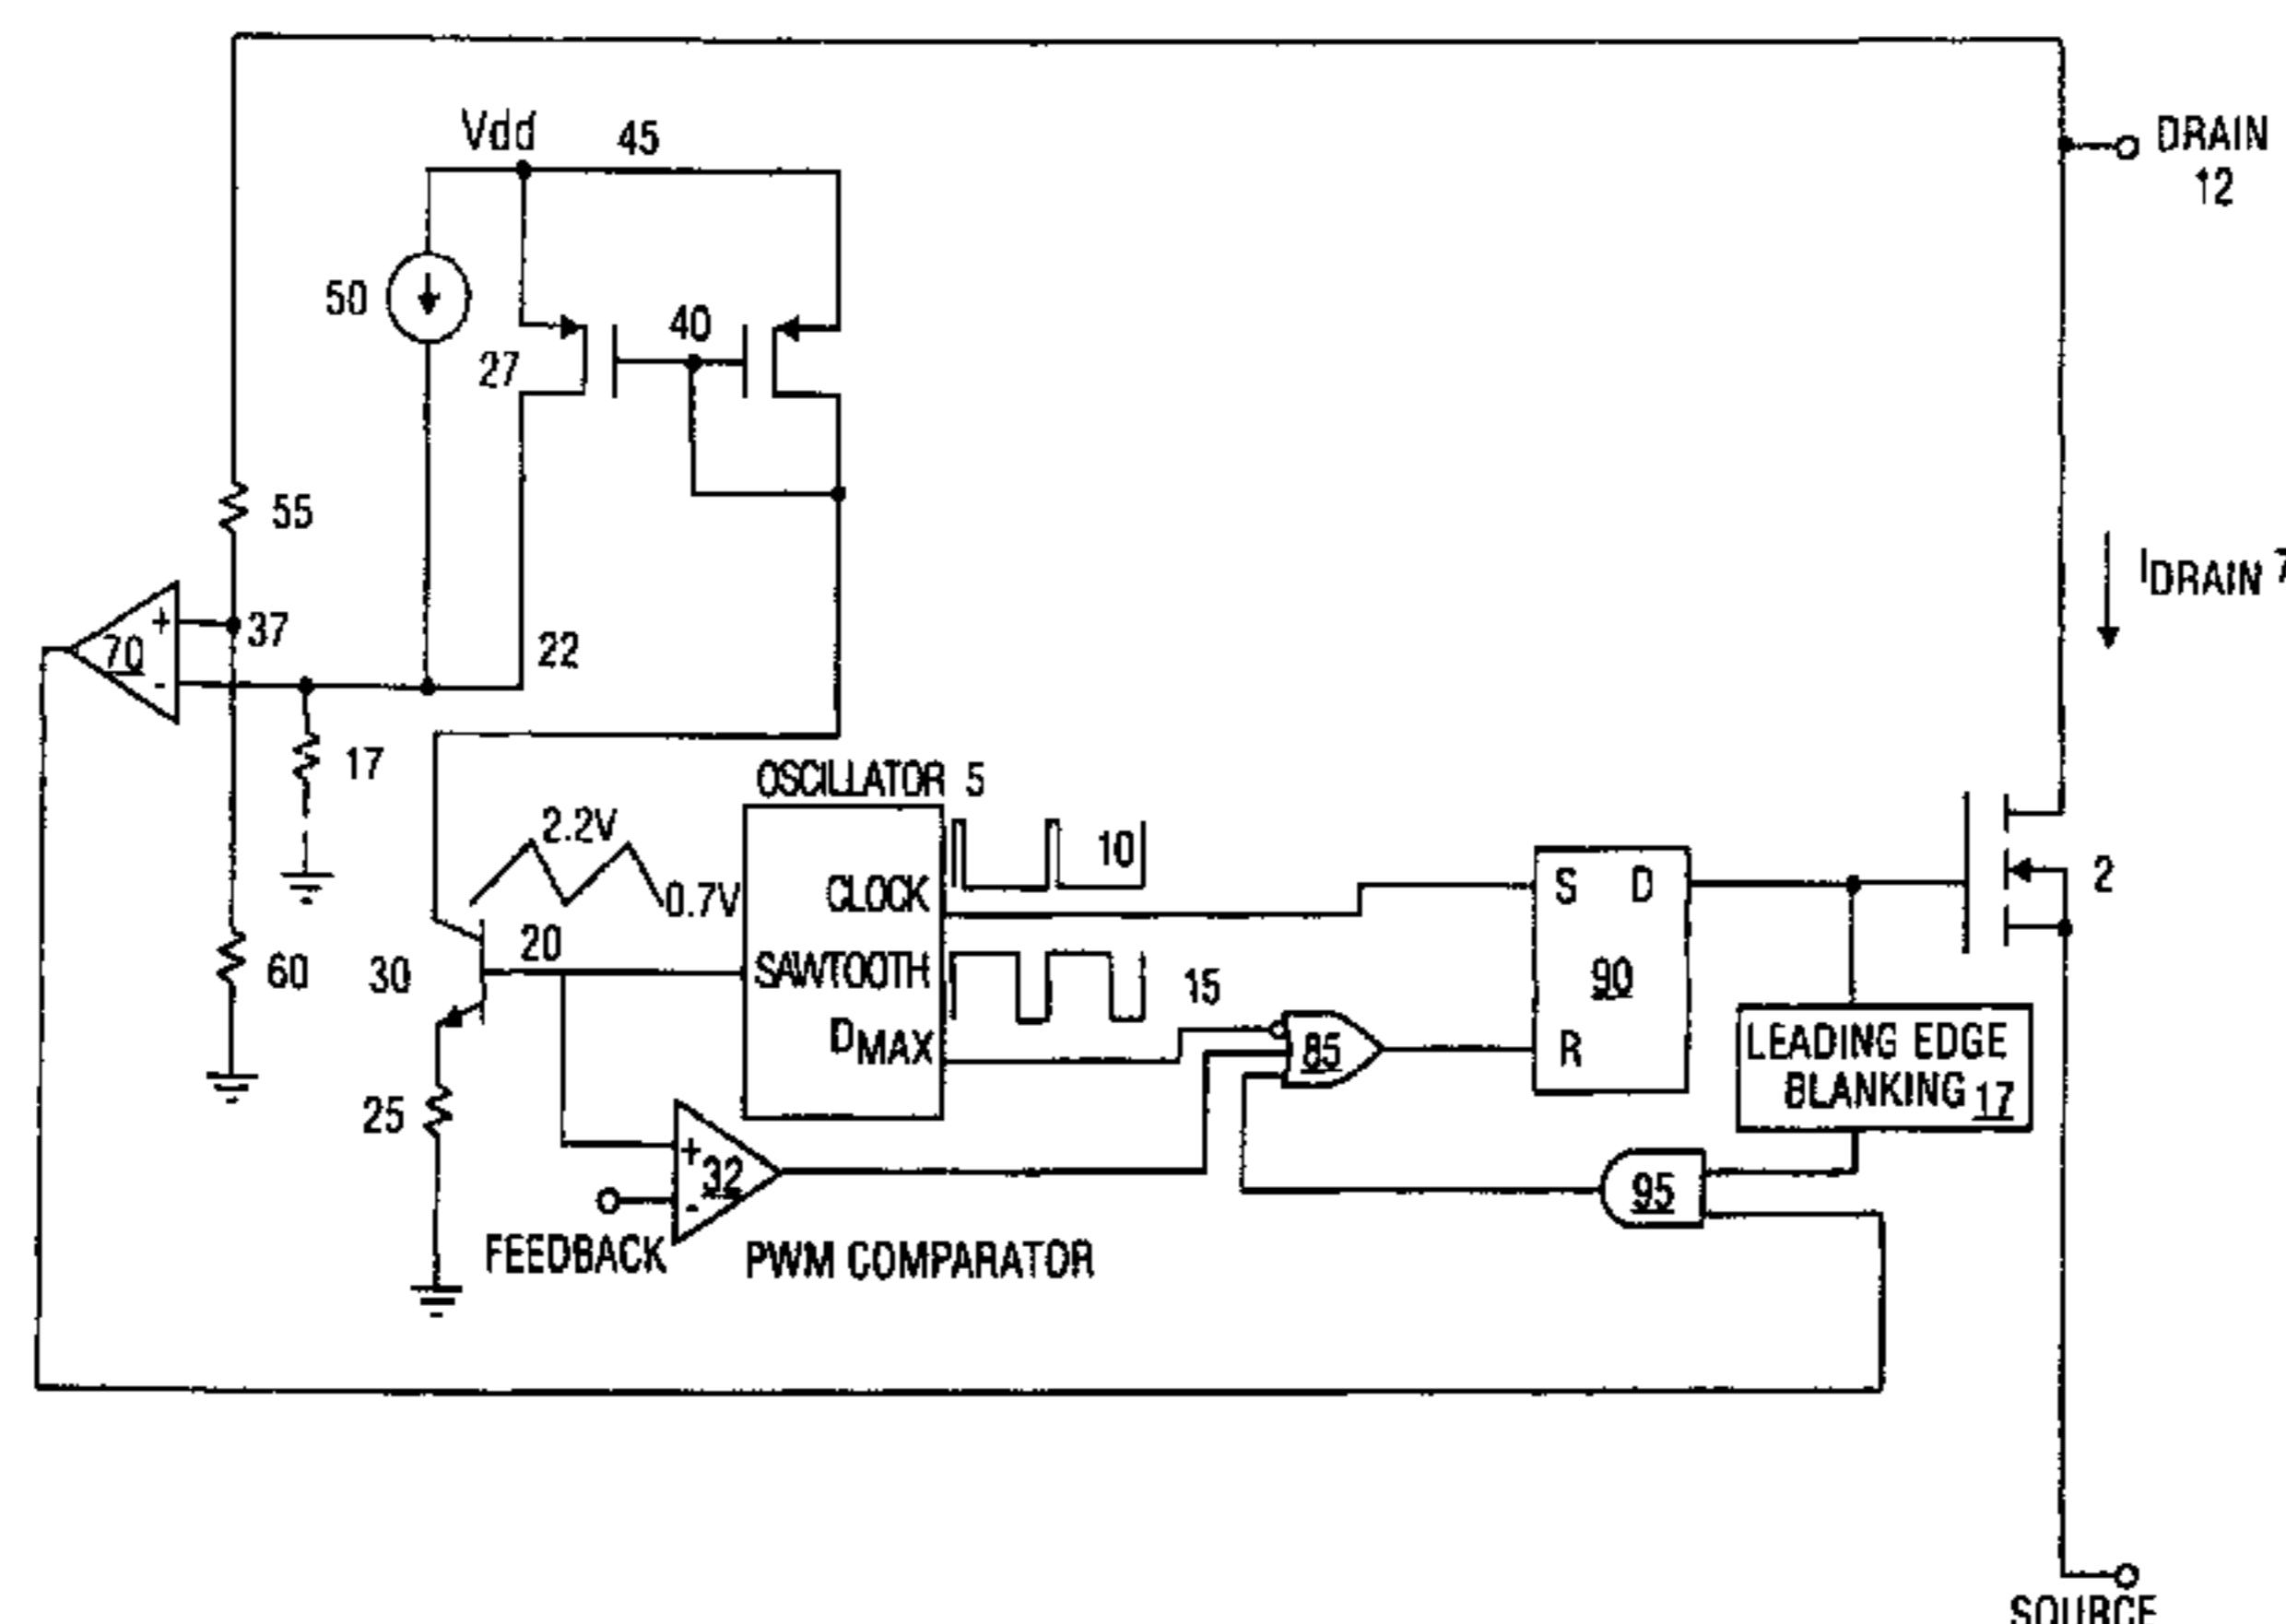 Vdd
45
DRAIN
12
50
40
27
55
IDRAIN 7
+
37
70
-
22
17
OSCILLATOR 5
2.2V
10
0.7V
CLOCK
S
D
2
20
30
60
SAWTOOTH
15
90
DMAX
85
R
LEADING EDGE
BLANKING 17
25
+
32
-
95
FEEDBACK
PWM COMPARATOR
SOURCE